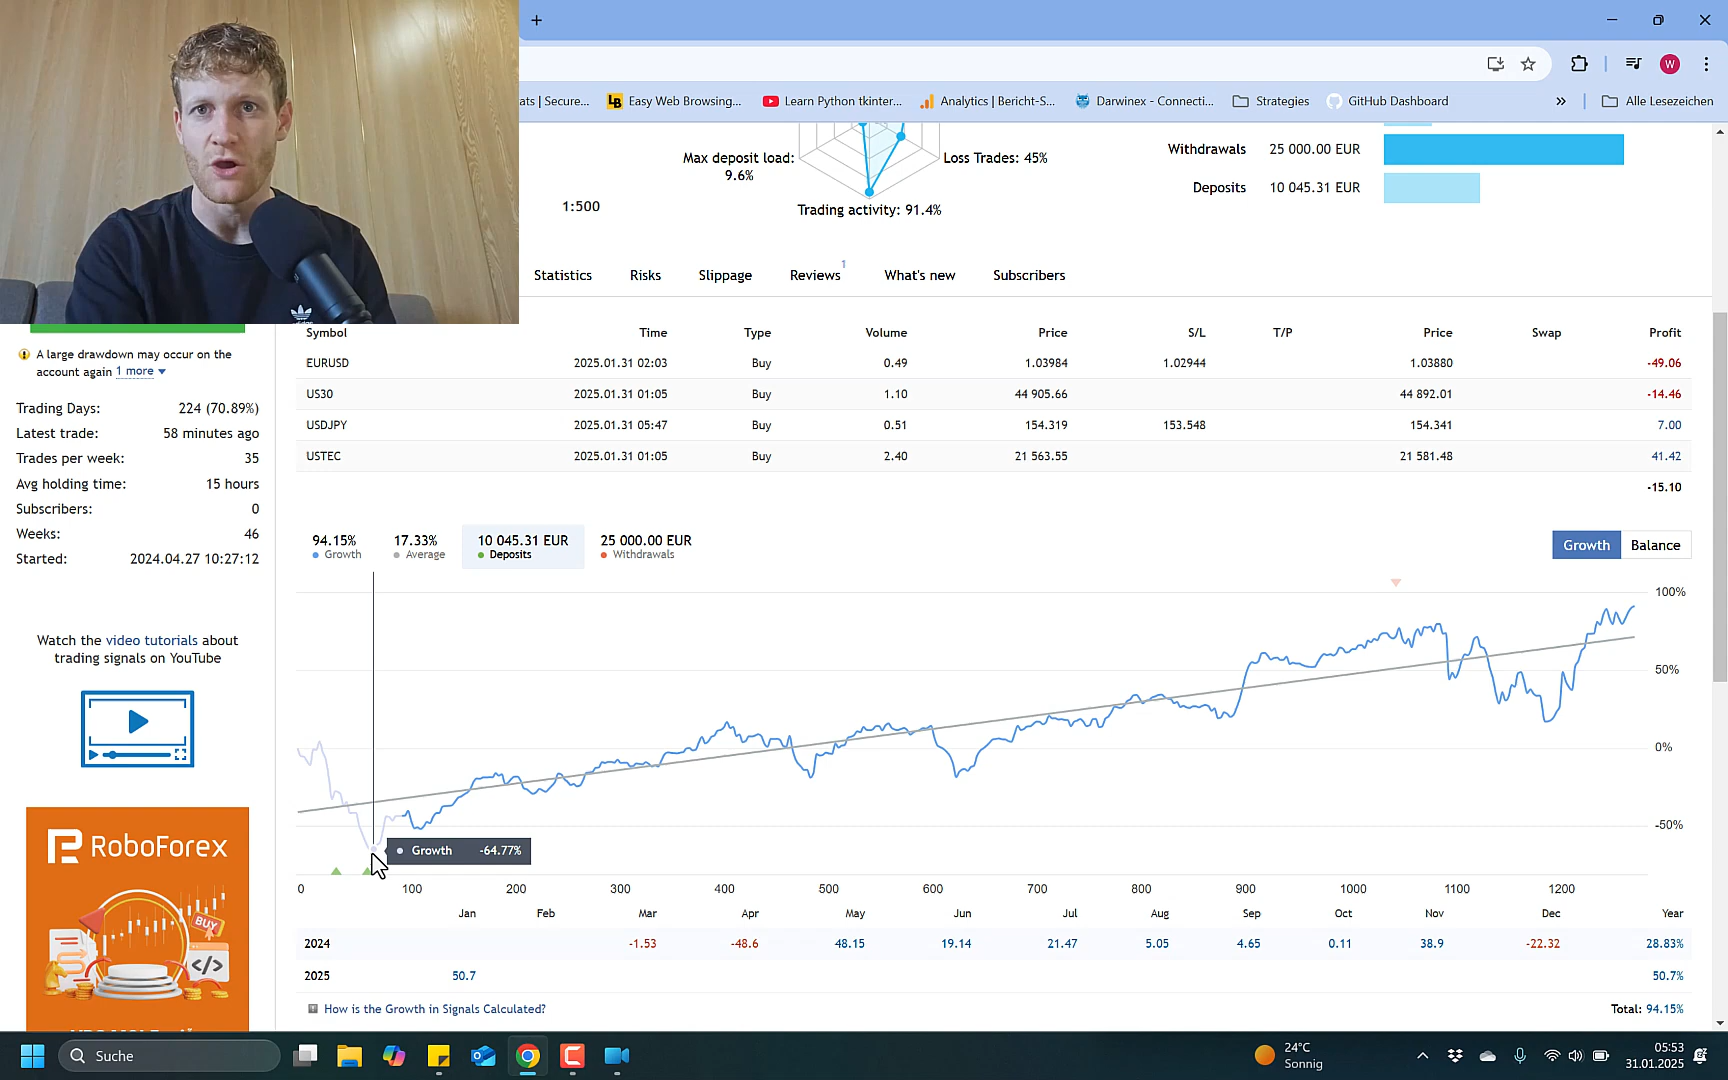 W
ats | Secure...
LB Easy Web Browsing...
Learn Python tkinter...
Analytics | Bericht-S...
Darwinex - Connecti...
Strategies
GitHub Dashboard
»
Alle Lesezeichen
Max deposit load:
9.6%
Loss Trades: 45%
Trading activity: 91.4%
1:500
Withdrawals 25 000.00 EUR
Deposits 10 045.31 EUR
Statistics Risks Slippage Reviews 1 What's new Subscribers
adidas
A large drawdown may occur on the
account again 1 more
Trading Days: 224 (70.89%)
Latest trade: 58 minutes ago
Trades per week: 35
Avg holding time: 15 hours
Subscribers: 0
Weeks: 46
Started: 2024.04.27 10:27:12
Watch the video tutorials about
trading signals on YouTube
RoboForex
BUY
</>
Symbol Time Type Volume Price S/L T/P Price Swap Profit
EURUSD 2025.01.31 02:03 Buy 0.49 1.03984 1.02944 1.03880 -49.06
US30 2025.01.31 01:05 Buy 1.10 44 905.66 44 892.01 -14.46
USDJPY 2025.01.31 05:47 Buy 0.51 154.319 153.548 154.341 7.00
USTEC 2025.01.31 01:05 Buy 2.40 21 563.55 21 581.48 41.42
-15.10
94.15% 17.33% 10 045.31 EUR 25 000.00 EUR
Growth Average Deposits Withdrawals
Growth Balance
100%
50%
0%
-50%
Growth -64.77%
0 100 200 300 400 500 600 700 800 900 1000 1100 1200
Jan Feb Mar Apr May Jun Jul Aug Sep Oct Nov Dec Year
2024 -1.53 -48.6 48.15 19.14 21.47 5.05 4.65 0.11 38.9 -22.32 28.83%
2025 50.7 50.7%
How is the Growth in Signals Calculated?
Total: 94.15%
Suche
24°C
Sonnig
05:53
31.01.2025